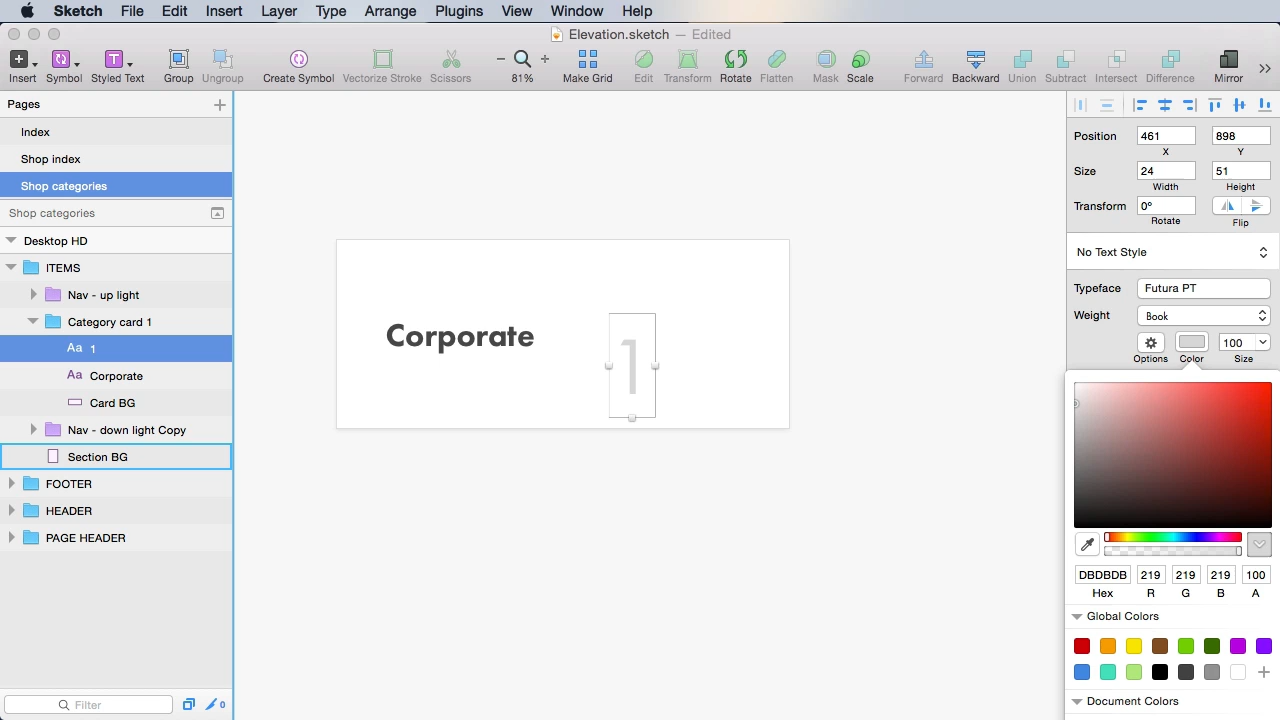 Sketch File Edit Insert Layer Type Arrange Plugins View Window Help
Elevation.sketch — Edited
81%
Insert Symbol Styled Text Group Ungroup Create Symbol Vectorize Stroke Scissors Make Grid Edit Transform Rotate Flatten Mask Scale Forward Backward Union Subtract Intersect Difference Mirror
Pages
Index
Shop index
Shop categories
Shop categories
Desktop HD
ITEMS
Nav - up light
Category card 1
Aa 1
Aa Corporate
Card BG
Nav - down light Copy
Section BG
FOOTER
HEADER
PAGE HEADER
Filter
0
Corporate
1
Position 461 898
X Y
Size 24 51
Width Height
Transform 0º
Rotate Flip
No Text Style
Typeface Futura PT
Weight Book
100
Options Color Size
DBDBDB 219 219 219 100
Hex R G B A
Global Colors
Document Colors